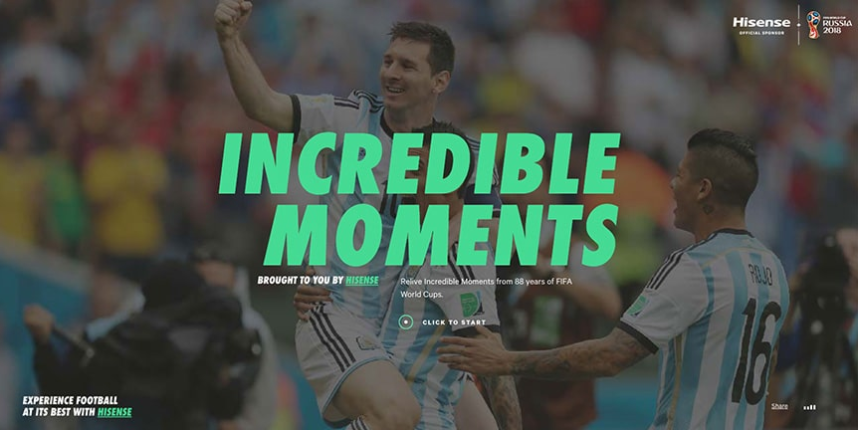 Hisense
OFFICIAL SPONSOR
FIFA WORLD CUP
RUSSIA
2018
INCREDIBLE
MOMENTS
BROUGHT TO YOU BY HISENSE
Relive Incredible Moments from 88 years of FIFA
World Cups.
CLICK TO START
ROJO
16
EXPERIENCE FOOTBALL
AT ITS BEST WITH HISENSE
Share